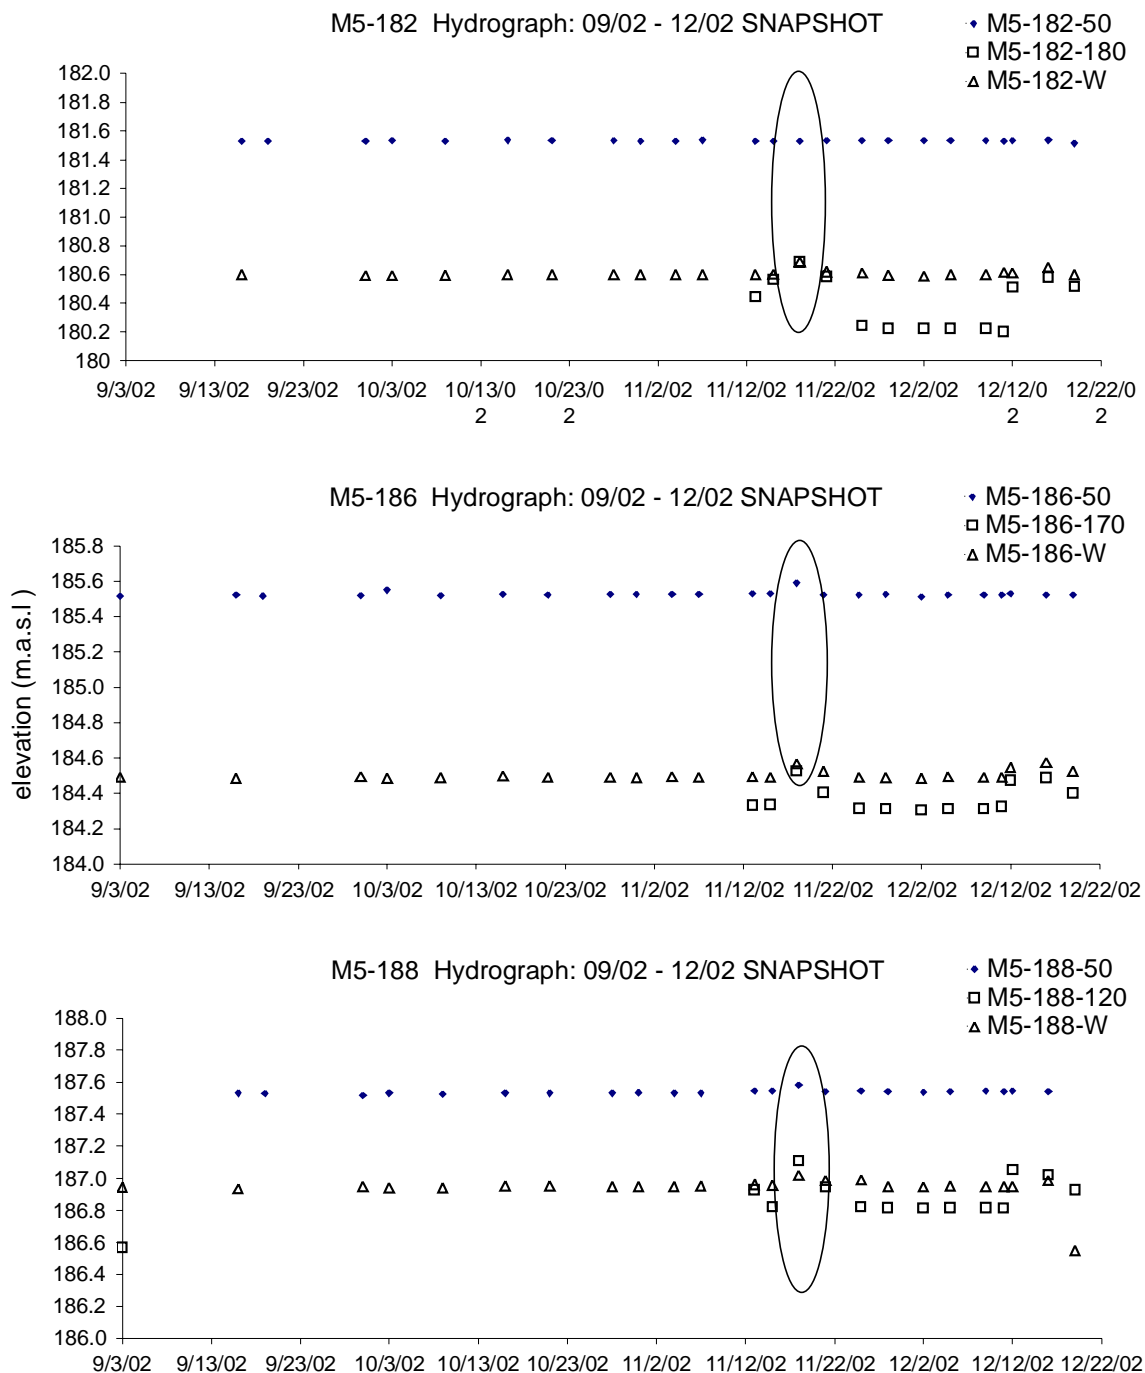 M5-182 Hydrograph: 09/02 - 12/02 SNAPSHOT
M5-182-50
M5-182-180
M5-182-W
182.0
181.8
181.6
181.4
181.2
181.0
180.8
180.6
180.4
180.2
180
9/3/02 9/13/02 9/23/02 10/3/02 10/13/0 10/23/0 11/2/02 11/12/02 11/22/02 12/2/02 12/12/0 12/22/0
2 2 2 2
M5-186 Hydrograph: 09/02 - 12/02 SNAPSHOT
M5-186-50
M5-186-170
M5-186-W
elevation (m.a.s.l )
185.8
185.6
185.4
185.2
185.0
184.8
184.6
184.4
184.2
184.0
9/3/02 9/13/02 9/23/02 10/3/02 10/13/02 10/23/02 11/2/02 11/12/02 11/22/02 12/2/02 12/12/02 12/22/02
M5-188 Hydrograph: 09/02 - 12/02 SNAPSHOT
M5-188-50
M5-188-120
M5-188-W
188.0
187.8
187.6
187.4
187.2
187.0
186.8
186.6
186.4
186.2
186.0
9/3/02 9/13/02 9/23/02 10/3/02 10/13/02 10/23/02 11/2/02 11/12/02 11/22/02 12/2/02 12/12/02 12/22/02